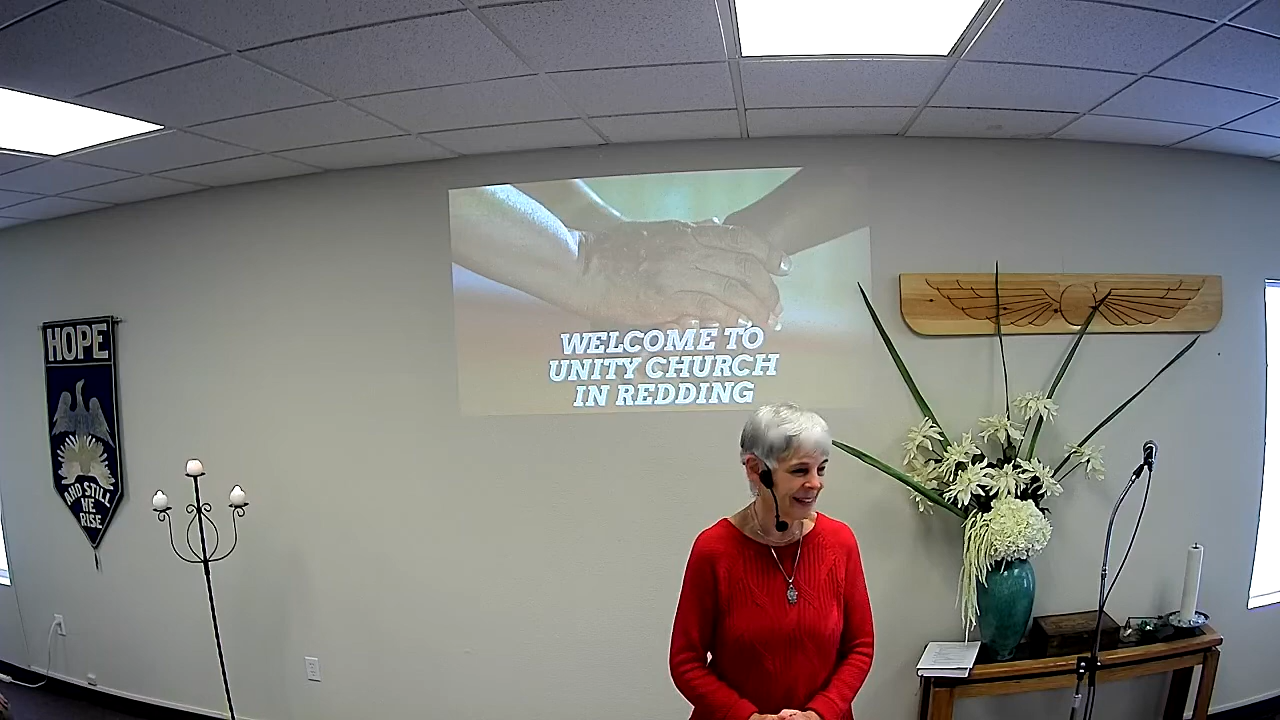 HOPE
AND STILL
WE
RISE
WELCOME TO
UNITY CHURCH
IN REDDING